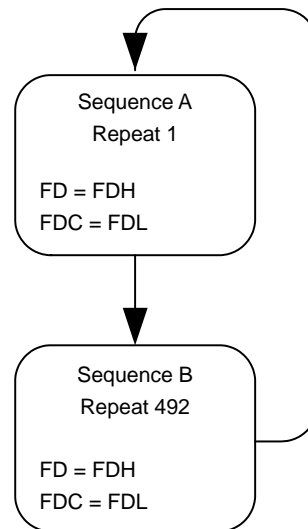 Sequence A
Repeat 1
FD = FDH
FDC = FDL
Sequence B
Repeat 492
FD = FDH
FDC = FDL